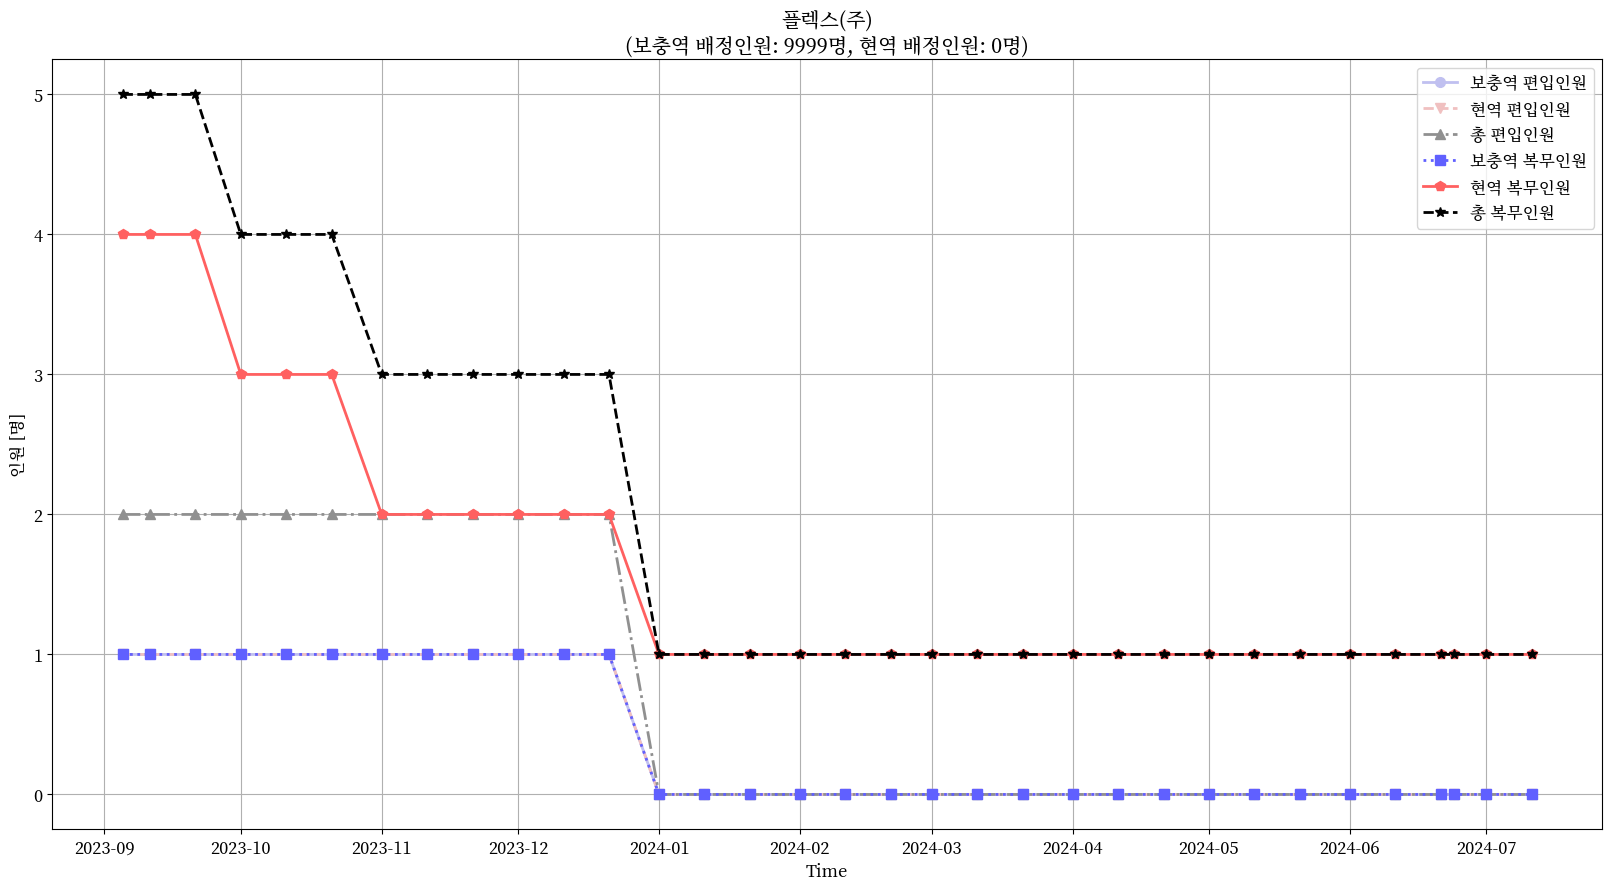 플렉스(주)
(보충역 배정인원: 9999명, 현역 배정인원: 0명)
보충역 편입인원
현역 편입인원
총 편입인원
보충역 복무인원
현역 복무인원
총 복무인원
인원 [명]
5
4
3
2
1
0
2023-09 2023-10 2023-11 2023-12 2024-01 2024-02 2024-03 2024-04 2024-05 2024-06 2024-07
Time